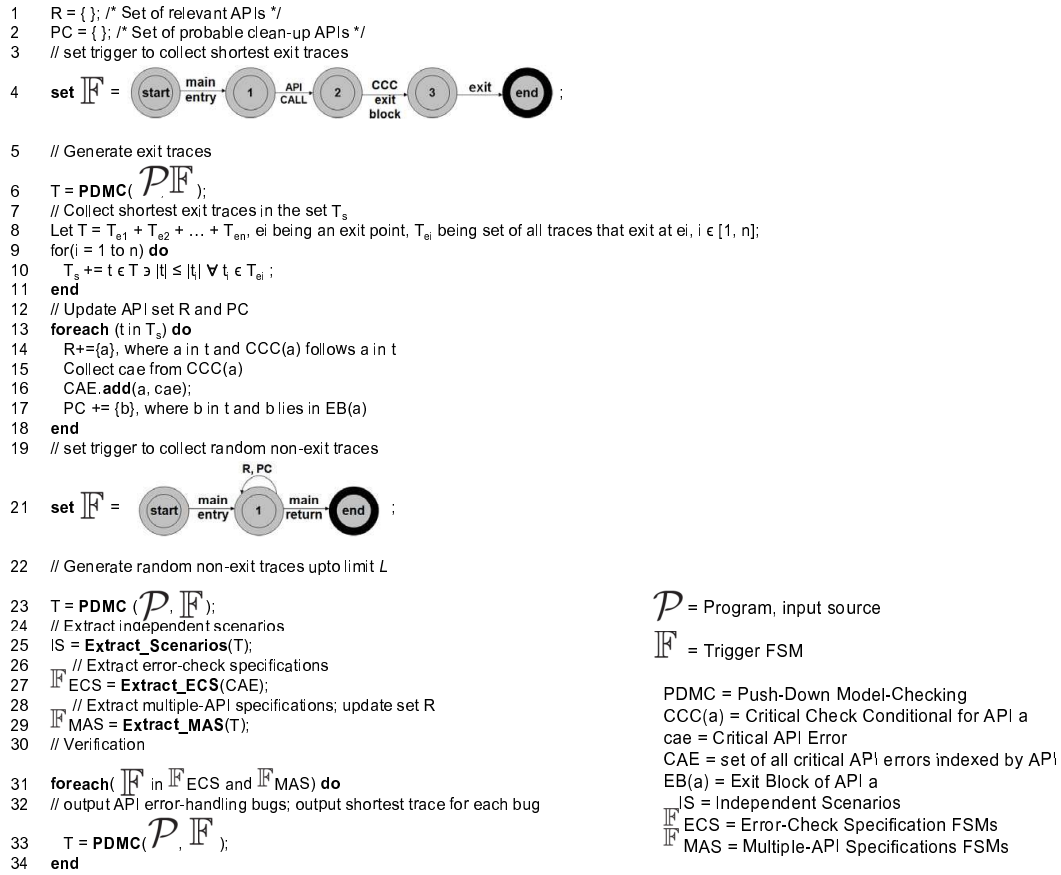 1 R = { }; /* Set of relevant APIs */
2 PC = { }; /* Set of probable clean-up APIs */
3 // set trigger to collect shortest exit traces
4 set 𝔽 = start main entry 1 API CALL 2 CCC exit block 3 exit end ;
5 // Generate exit traces
6 T = PDMC( 𝒫, 𝔽 );
7 // Collect shortest exit traces in the set Ts
8 Let T = Te1 + Te2 + … + Ten, ei being an exit point, Tei being set of all traces that exit at ei, i ϵ [1, n];
9 for(i = 1 to n) do
10 Ts += t ϵ T ∋ |t| ≤ |ti| ∀ ti ϵ Tei ;
11 end
12 // Update API set R and PC
13 foreach (t in Ts) do
14 R+={a}, where a in t and CCC(a) follows a in t
15 Collect cae from CCC(a)
16 CAE.add(a, cae);
17 PC += {b}, where b in t and b lies in EB(a)
18 end
19 // set trigger to collect random non-exit traces
21 set 𝔽 = start main entry R, PC 1 main return end ;
22 // Generate random non-exit traces upto limit L
23 T = PDMC (𝒫, 𝔽 );
24 // Extract independent scenarios
25 IS = Extract_Scenarios(T);
26 // Extract error-check specifications
27 𝔽 ECS = Extract_ECS(CAE);
28 // Extract multiple-API specifications; update set R
29 𝔽 MAS = Extract_MAS(T);
30 // Verification
31 foreach( 𝔽 in 𝔽 ECS and 𝔽 MAS) do
32 // output API error-handling bugs; output shortest trace for each bug
33 T = PDMC( 𝒫, 𝔽 );
34 end
𝒫 = Program, input source
𝔽 = Trigger FSM
PDMC = Push-Down Model-Checking
CCC(a) = Critical Check Conditional for API a
cae = Critical API Error
CAE = set of all critical API errors indexed by API
EB(a) = Exit Block of API a
IS = Independent Scenarios
𝔽 ECS = Error-Check Specification FSMs
𝔽 MAS = Multiple-API Specifications FSMs